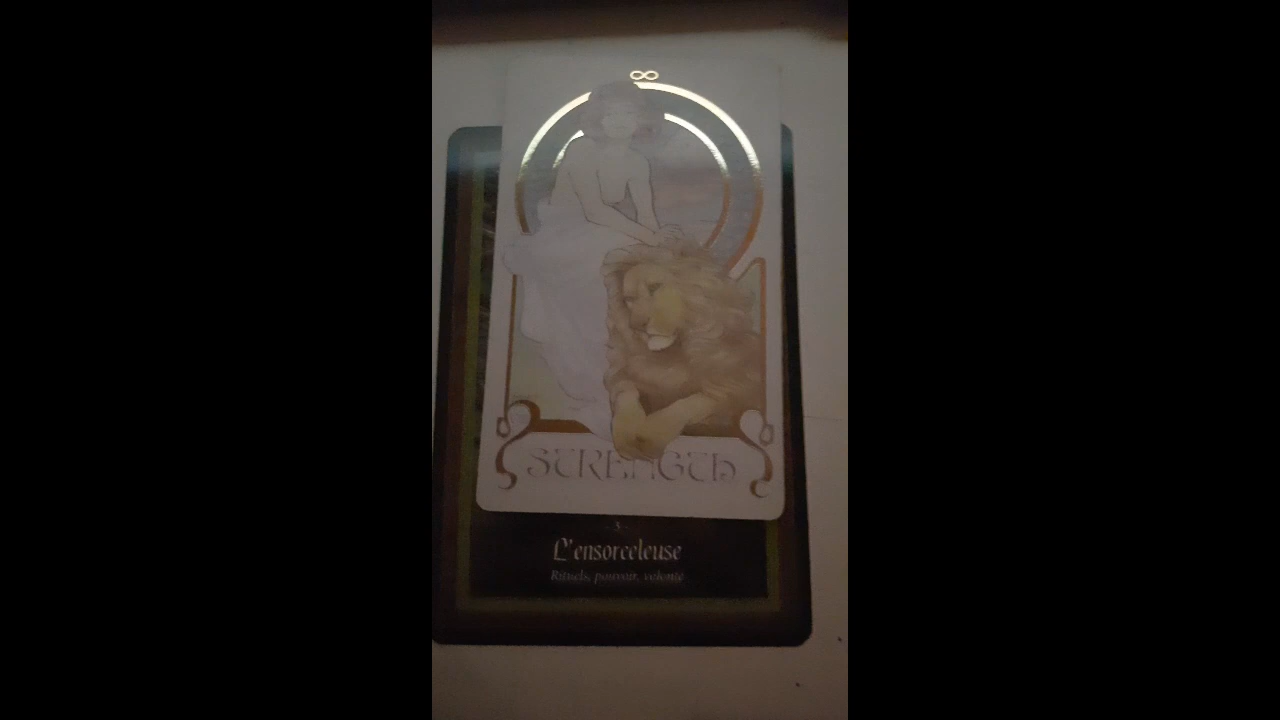 ∞
STRENGTH
- 3 -
L'ensorceleuse
Rituels, pouvoir, volonté